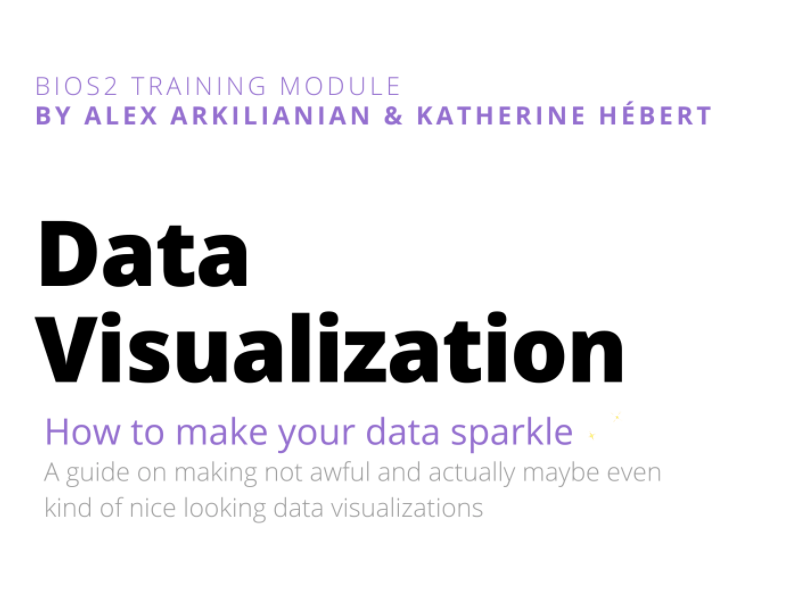 BIOS2 TRAINING MODULE
BY ALEX ARKILIANIAN & KATHERINE HÉBERT
Data
Visualization
How to make your data sparkle
A guide on making not awful and actually maybe even
kind of nice looking data visualizations